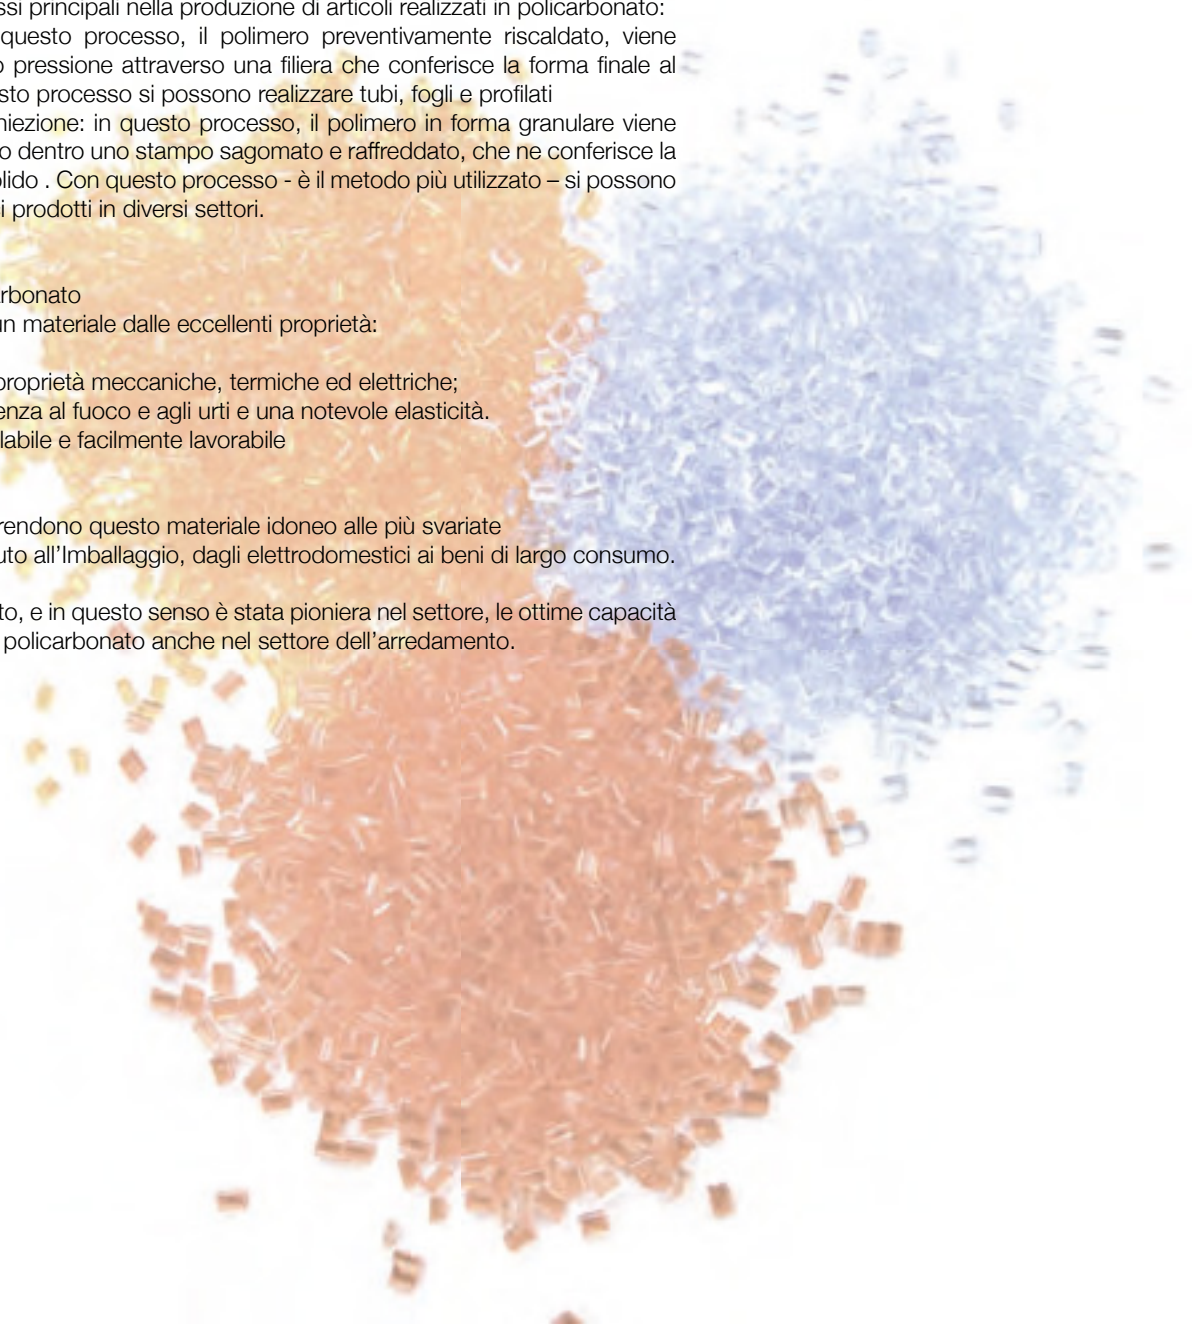 ssi principali nella produzione di articoli realizzati in policarbonato:
questo processo, il polimero preventivamente riscaldato, viene
o pressione attraverso una filiera che conferisce la forma finale al
sto processo si possono realizzare tubi, fogli e profilati
niezione: in questo processo, il polimero in forma granulare viene
o dentro uno stampo sagomato e raffreddato, che ne conferisce la
lido . Con questo processo - è il metodo più utilizzato – si possono
i prodotti in diversi settori.
rbonato
un materiale dalle eccellenti proprietà:
proprietà meccaniche, termiche ed elettriche;
enza al fuoco e agli urti e una notevole elasticità.
labile e facilmente lavorabile
rendono questo materiale idoneo alle più svariate
uto all’Imballaggio, dagli elettrodomestici ai beni di largo consumo.
to, e in questo senso è stata pioniera nel settore, le ottime capacità
policarbonato anche nel settore dell’arredamento.